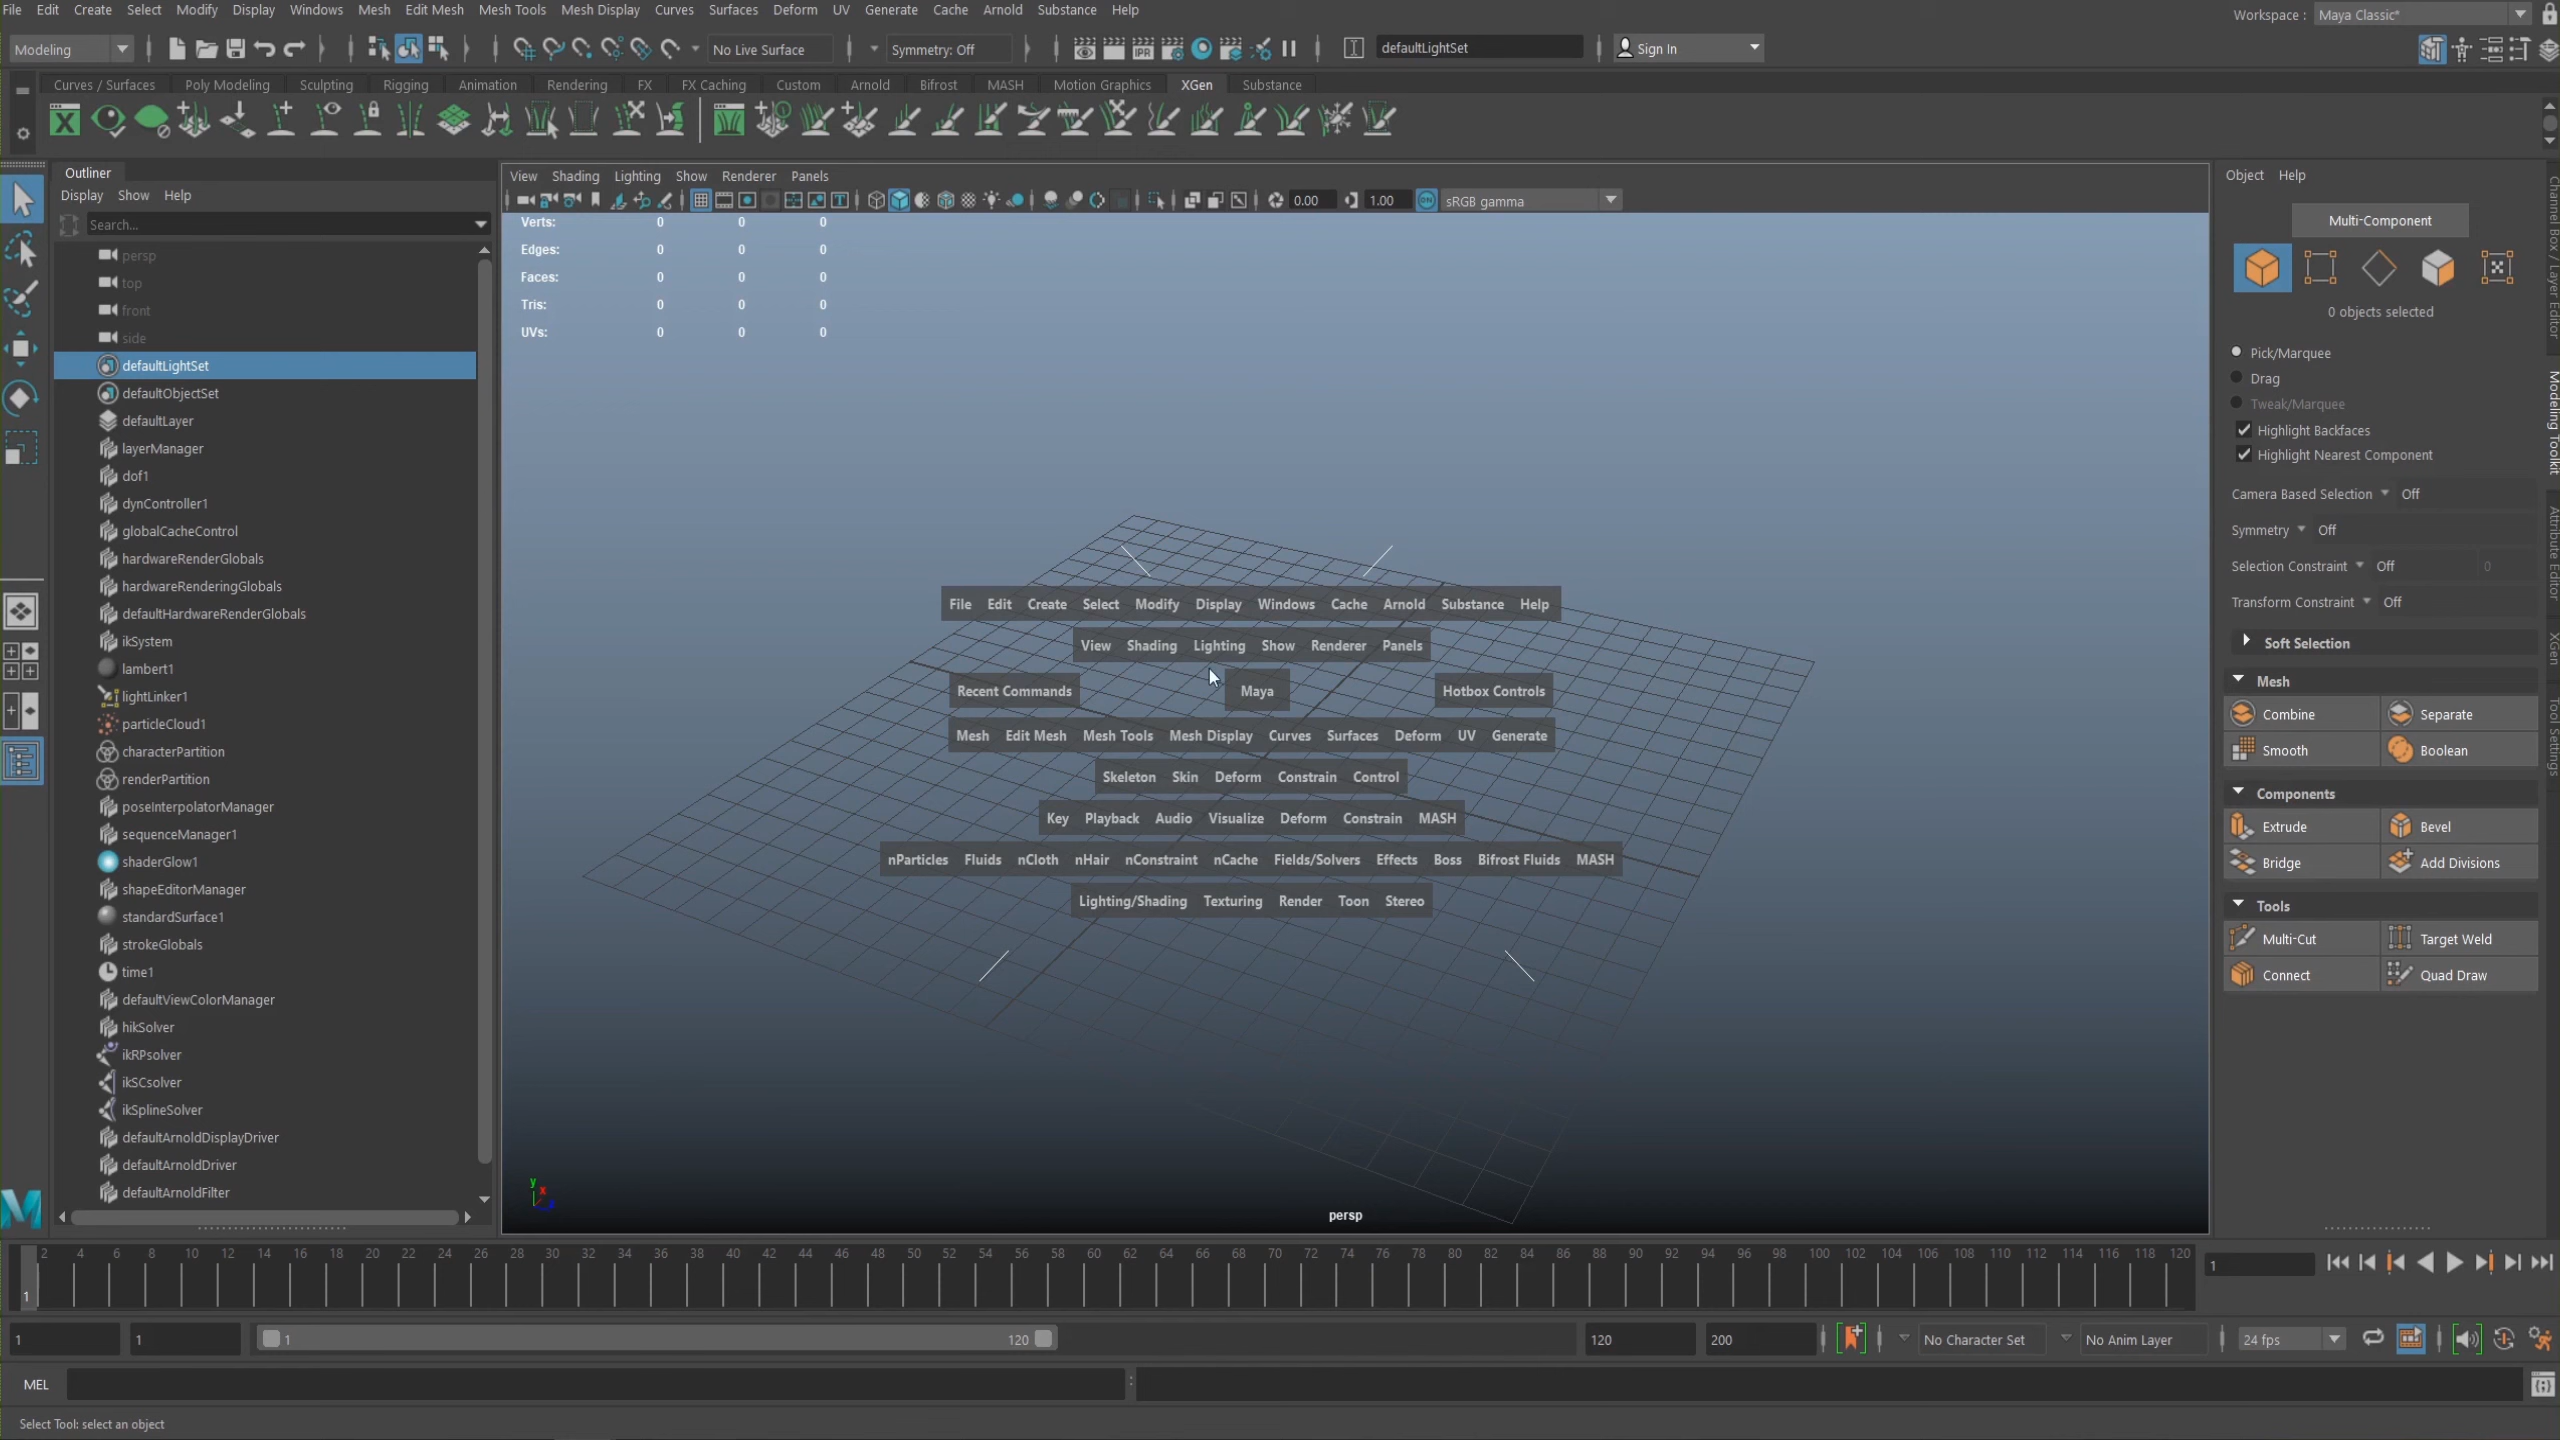 File Edit Create Select Modify Display Windows Mesh Edit Mesh Mesh Tools Mesh Display Curves Surfaces Deform UV Generate Cache Arnold Substance Help
Workspace : Maya Classic*
Modeling No Live Surface Symmetry: Off IPR defaultLightSet Sign In
Curves / Surfaces Poly Modeling Sculpting Rigging Animation Rendering FX FX Caching Custom Arnold Bifrost MASH Motion Graphics XGen Substance
Outliner
Display Show Help
Search...
persp
top
front
side
defaultLightSet
defaultObjectSet
defaultLayer
layerManager
dof1
dynController1
globalCacheControl
hardwareRenderGlobals
hardwareRenderingGlobals
defaultHardwareRenderGlobals
ikSystem
lambert1
lightLinker1
particleCloud1
characterPartition
renderPartition
poseInterpolatorManager
sequenceManager1
shaderGlow1
shapeEditorManager
standardSurface1
strokeGlobals
time1
defaultViewColorManager
hikSolver
ikRPsolver
ikSCsolver
ikSplineSolver
defaultArnoldDisplayDriver
defaultArnoldDriver
defaultArnoldFilter
View Shading Lighting Show Renderer Panels
0.00 1.00 ON sRGB gamma
Verts: 0 0 0
Edges: 0 0 0
Faces: 0 0 0
Tris: 0 0 0
UVs: 0 0 0
File Edit Create Select Modify Display Windows Cache Arnold Substance Help
View Shading Lighting Show Renderer Panels
Recent Commands Maya Hotbox Controls
Mesh Edit Mesh Mesh Tools Mesh Display Curves Surfaces Deform UV Generate
Skeleton Skin Deform Constrain Control
Key Playback Audio Visualize Deform Constrain MASH
nParticles Fluids nCloth nHair nConstraint nCache Fields/Solvers Effects Boss Bifrost Fluids MASH
Lighting/Shading Texturing Render Toon Stereo
y
x
persp
Object Help
Multi-Component
0 objects selected
Pick/Marquee
Drag
Tweak/Marquee
Highlight Backfaces
Highlight Nearest Component
Camera Based Selection Off
Symmetry Off
Selection Constraint Off 0
Transform Constraint Off
Soft Selection
Mesh
Combine Separate
Smooth Boolean
Components
Extrude Bevel
Bridge Add Divisions
Tools
Multi-Cut Target Weld
Connect Quad Draw
Channel Box / Layer Editor
Modeling Toolkit
Attribute Editor
XGen
Tool Settings
2 4 6 8 10 12 14 16 18 20 22 24 26 28 30 32 34 36 38 40 42 44 46 48 50 52 54 56 58 60 62 64 66 68 70 72 74 76 78 80 82 84 86 88 90 92 94 96 98 100 102 104 106 108 110 112 114 116 118 120
1
1
1 1 1 120 120 200 No Character Set No Anim Layer 24 fps
MEL
Select Tool: select an object